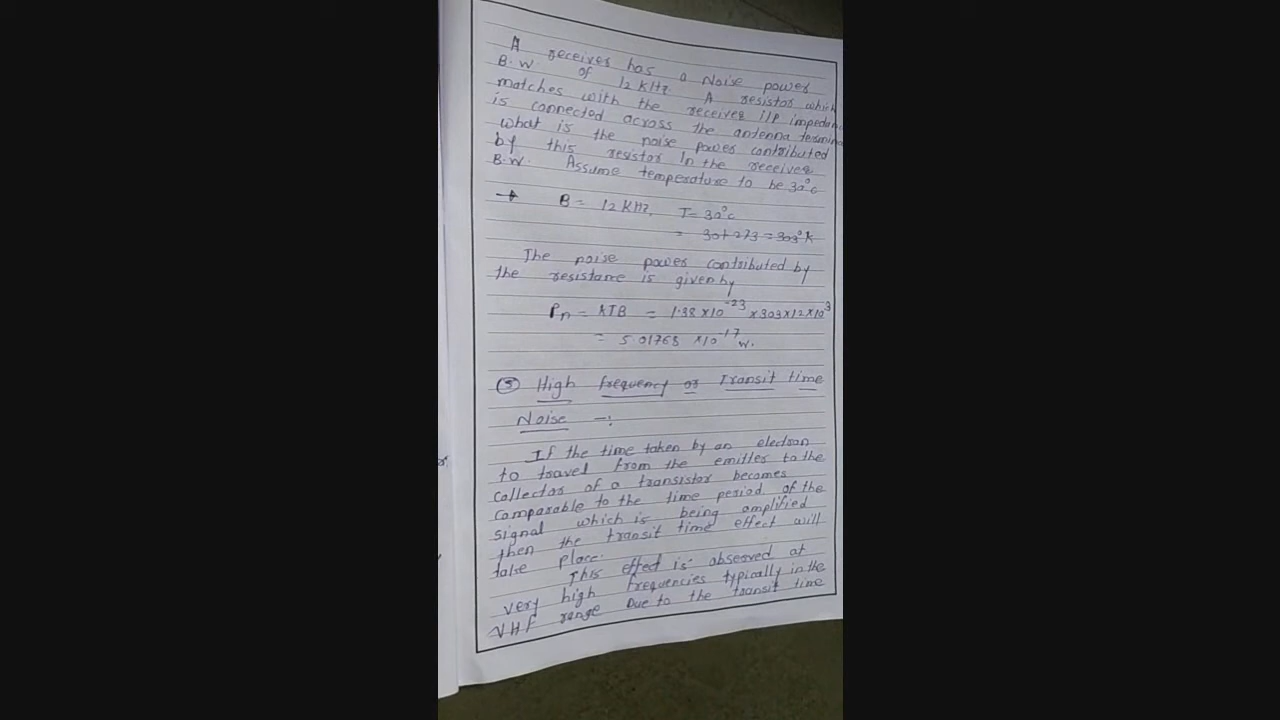 A receiver has a Noise power
B.W. of 12 KHz A resistor which
matches with the receiver i/p impedan
is connected across the antenna termin
what is the noise power contributed
by this resistor In the receiver
B.W. Assume temperature to be 30°c
→ B = 12 KHz, T = 30°c
= 30+273 = 303°K
The noise power contributed by
the resistance is given by
Pn = KTB = 1.38 × 10^-23 × 303 × 12 × 10^3
= 5.01768 × 10^-17 w.
⑤ High frequency or Transit time
Noise -:
If the time taken by an electron
to travel from the emitter to the
collector of a transistor becomes
comparable to the time period of the
signal which is being amplified
then the transit time effect will
take place.
This effect is observed at
very high frequencies typically in the
VHF range Due to the transit time